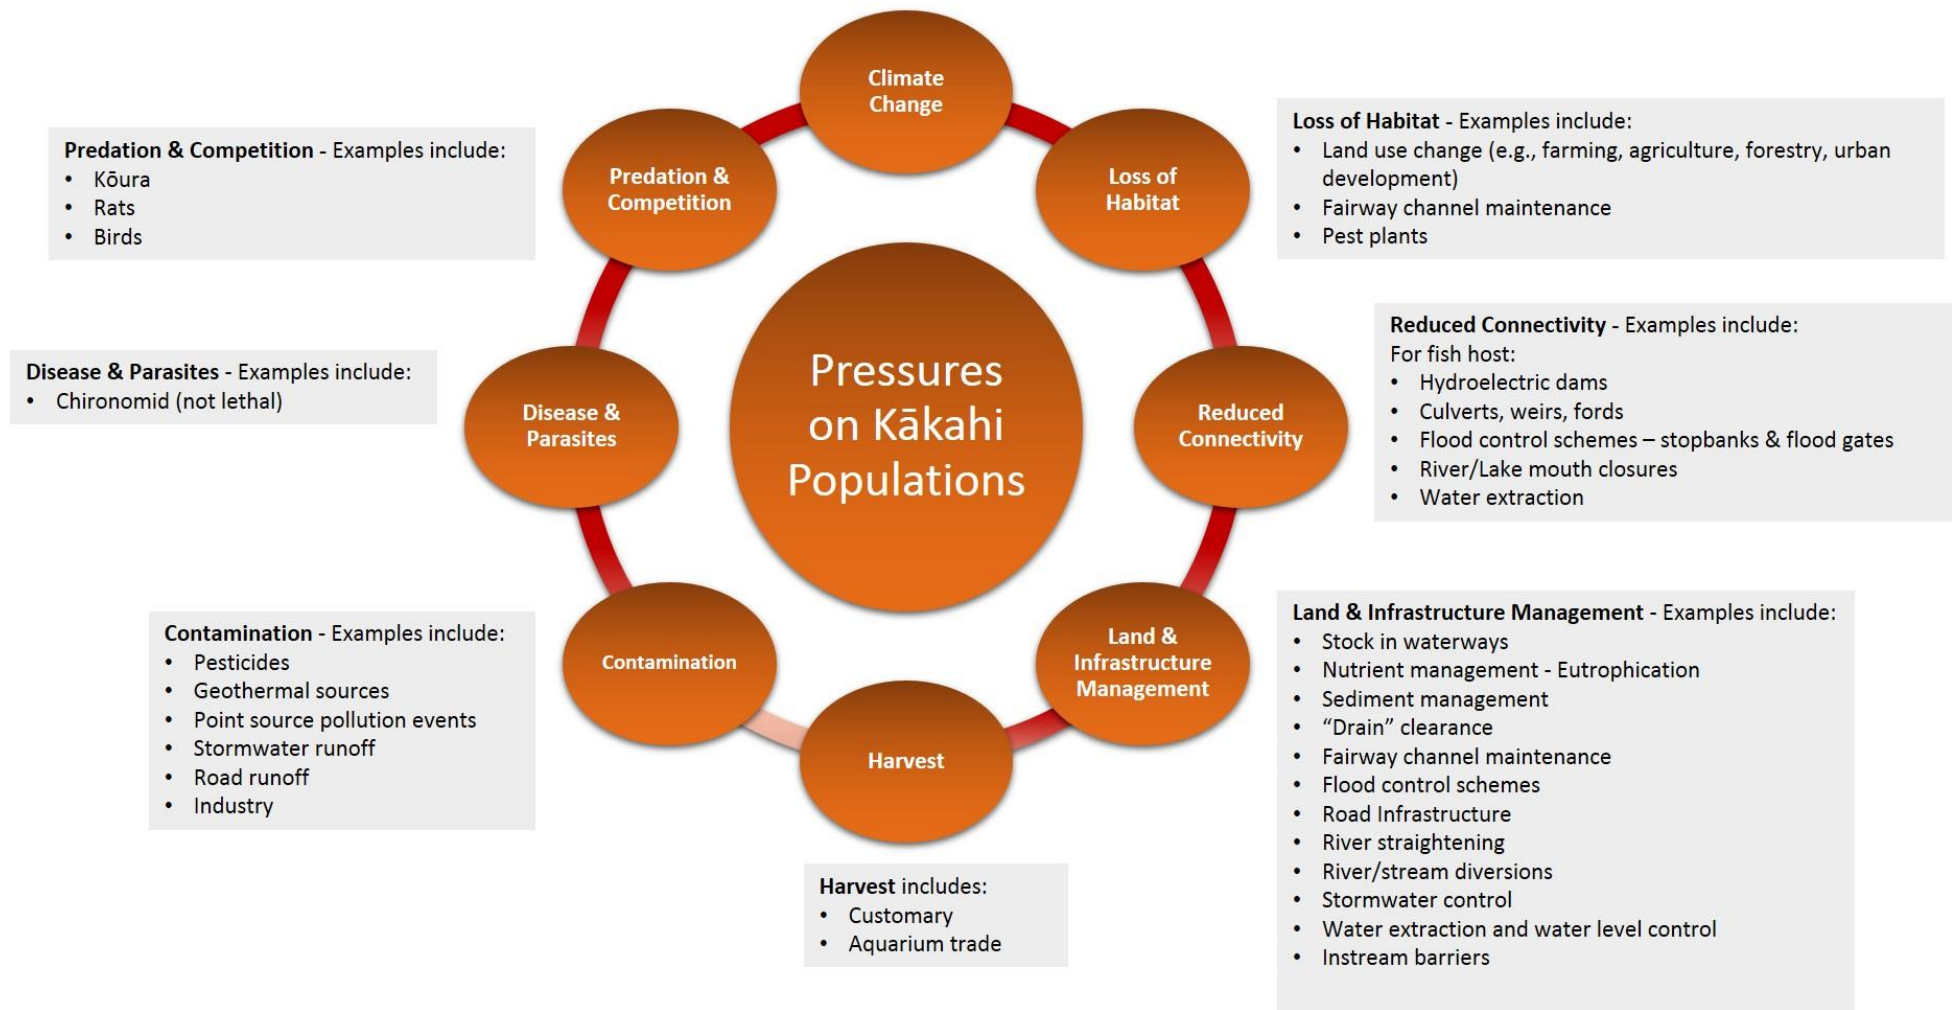 Climate
Change
Loss of
Habitat
Reduced
Connectivity
Land &
Infrastructure
Management
Harvest
Contamination
Disease &
Parasites
Predation &
Competition
Pressures
on Kākahi
Populations
Predation & Competition - Examples include:
• Kōura
• Rats
• Birds
Disease & Parasites - Examples include:
• Chironomid (not lethal)
Contamination - Examples include:
• Pesticides
• Geothermal sources
• Point source pollution events
• Stormwater runoff
• Road runoff
• Industry
Harvest includes:
• Customary
• Aquarium trade
Loss of Habitat - Examples include:
• Land use change (e.g., farming, agriculture, forestry, urban
development)
• Fairway channel maintenance
• Pest plants
Reduced Connectivity - Examples include:
For fish host:
• Hydroelectric dams
• Culverts, weirs, fords
• Flood control schemes – stopbanks & flood gates
• River/Lake mouth closures
• Water extraction
Land & Infrastructure Management - Examples include:
• Stock in waterways
• Nutrient management - Eutrophication
• Sediment management
• “Drain” clearance
• Fairway channel maintenance
• Flood control schemes
• Road Infrastructure
• River straightening
• River/stream diversions
• Stormwater control
• Water extraction and water level control
• Instream barriers